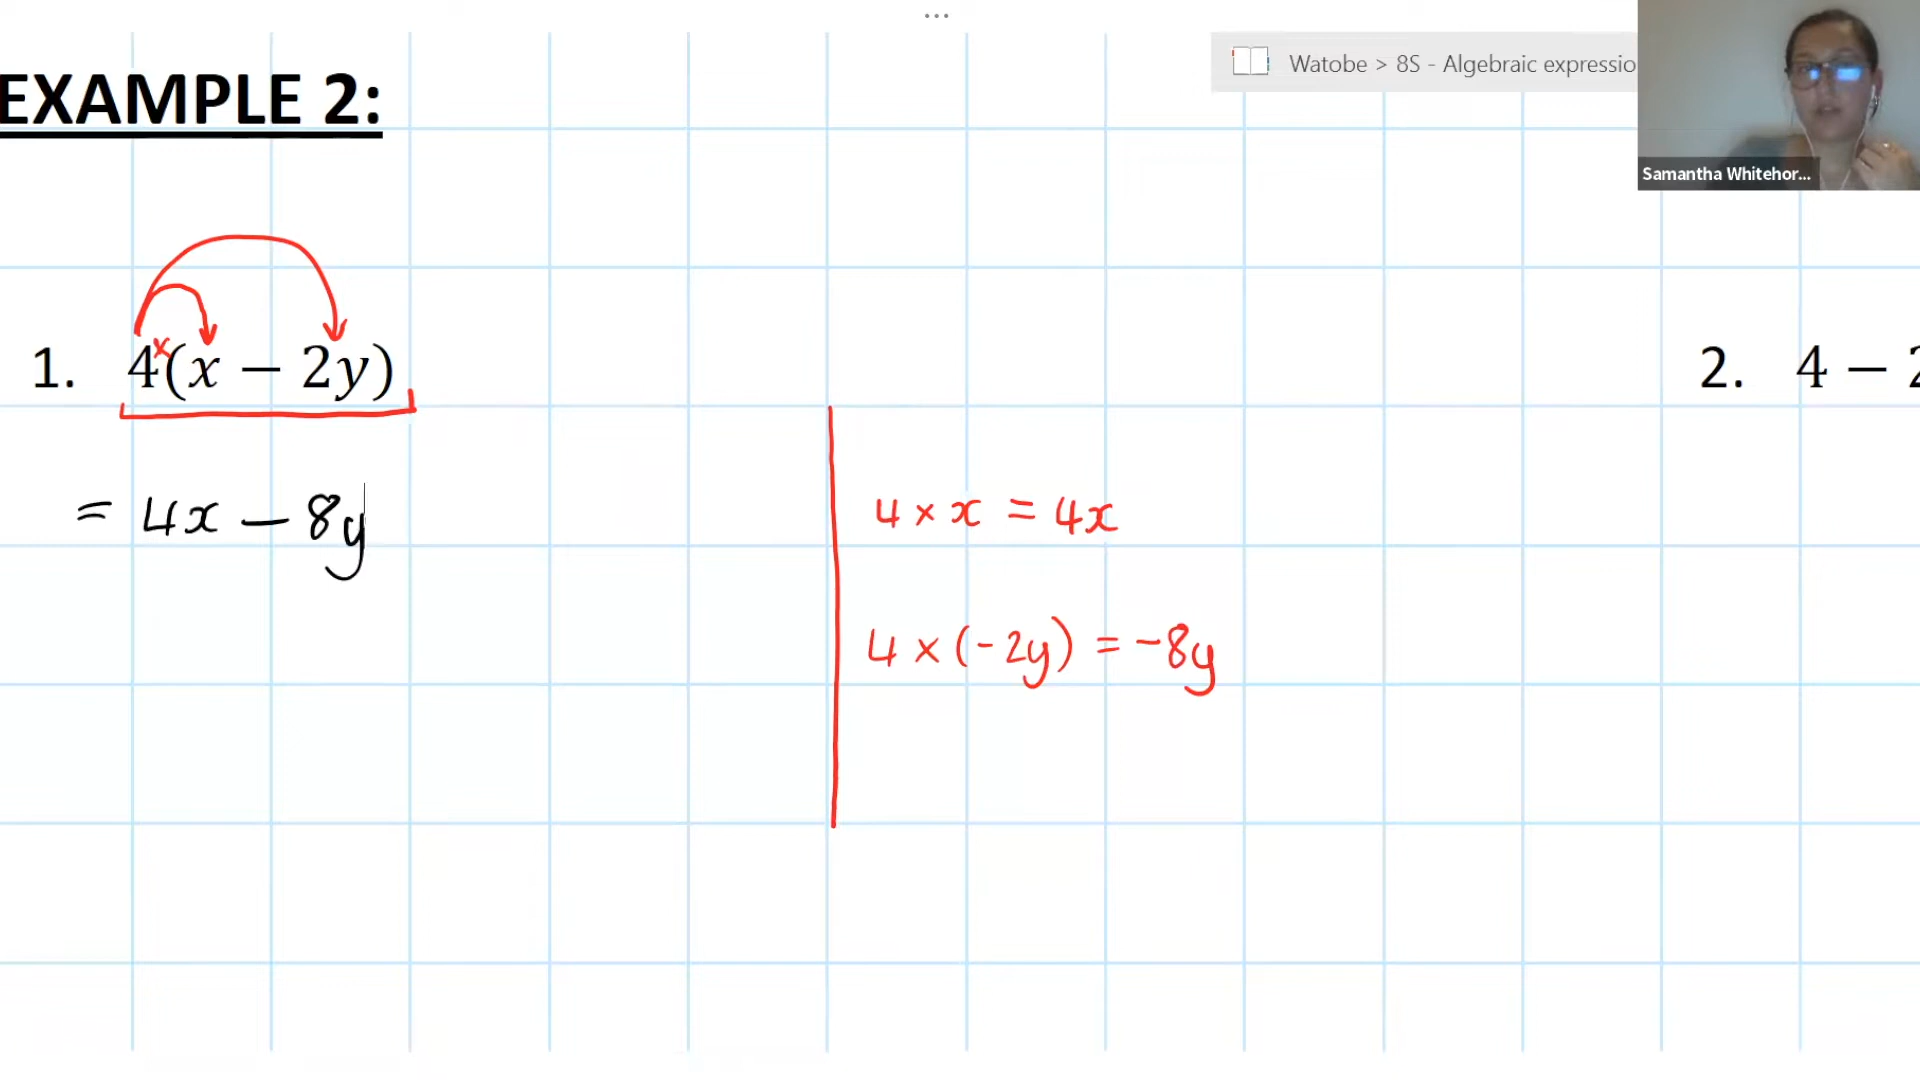 ...
Watobe > 8S - Algebraic expressio
EXAMPLE 2:
Samantha Whitehor...
1. 4×(x − 2y)
2. 4 − 2
= 4x − 8y
4 × x = 4x
4 × (-2y) = -8y